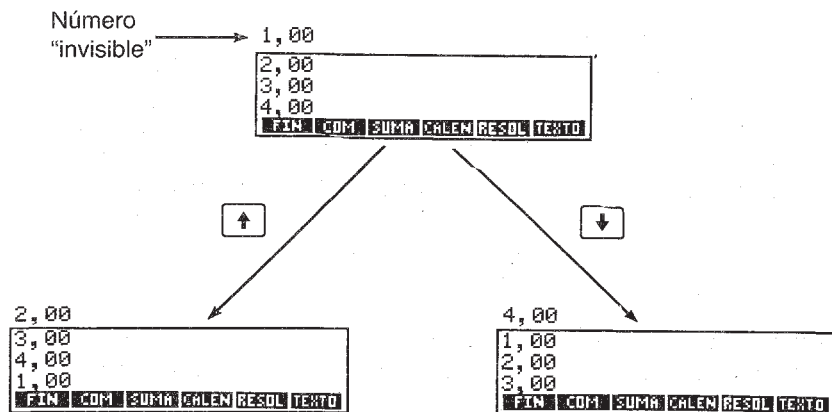 Número
"invisible"
1,00
2,00
3,00
4,00
FIN COM SUMA CALEN RESOL TEXTO
2,00
3,00
4,00
1,00
FIN COM SUMA CALEN RESOL TEXTO
4,00
1,00
2,00
3,00
FIN COM SUMA CALEN RESOL TEXTO